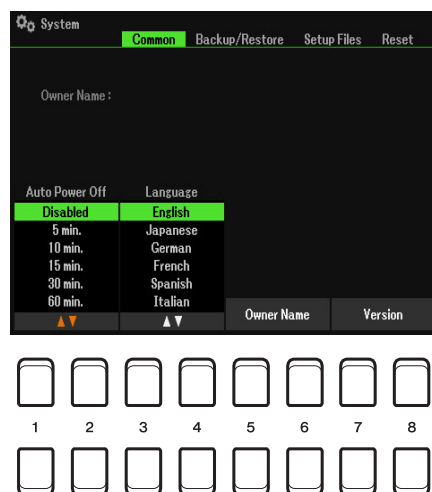 System
Common Backup/Restore Setup Files Reset
Owner Name :
Auto Power Off Language
Disabled English
5 min. Japanese
10 min. German
15 min. French
30 min. Spanish
60 min. Italian
Owner Name Version
1 2 3 4 5 6 7 8